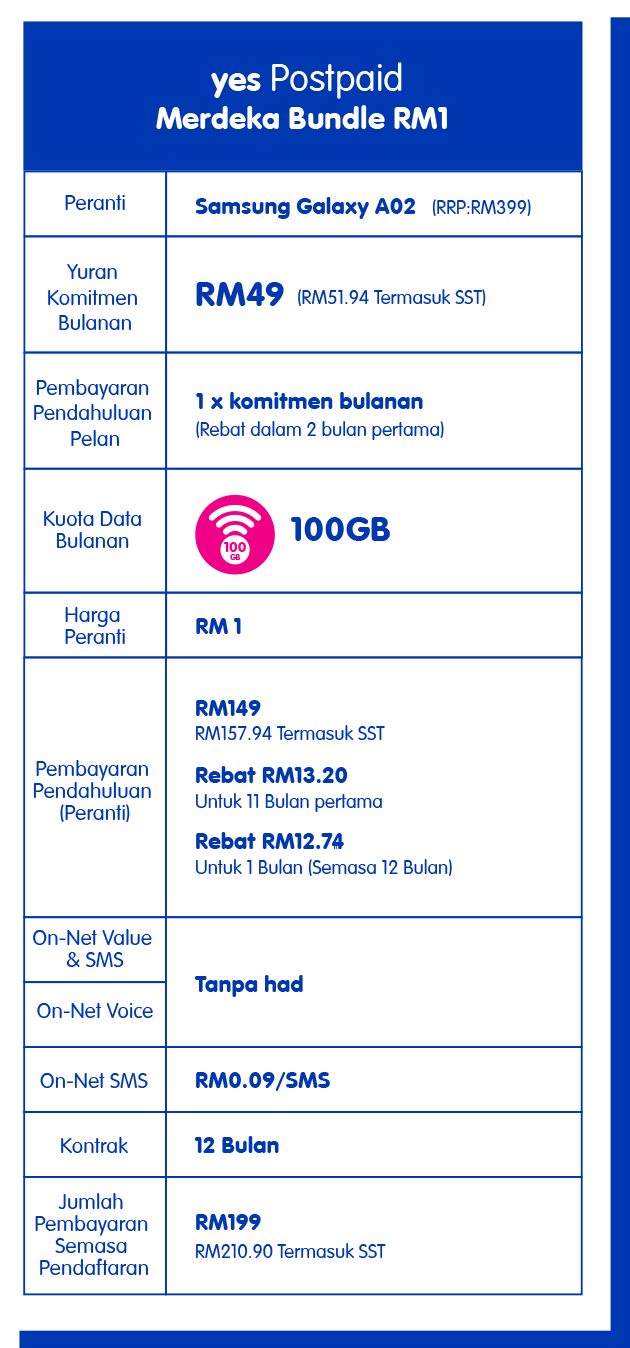 yes Postpaid
Merdeka Bundle RM1
Peranti
Samsung Galaxy A02 (RRP:RM399)
Yuran
Komitmen
Bulanan
RM49 (RM51.94 Termasuk SST)
Pembayaran
Pendahuluan
Pelan
1 x komitmen bulanan
(Rebat dalam 2 bulan pertama)
Kuota Data
Bulanan
100
GB
100GB
Harga
Peranti
RM 1
Pembayaran
Pendahuluan
(Peranti)
RM149
RM157.94 Termasuk SST
Rebat RM13.20
Untuk 11 Bulan pertama
Rebat RM12.74
Untuk 1 Bulan (Semasa 12 Bulan)
On-Net Value
& SMS
On-Net Voice
Tanpa had
On-Net SMS
RM0.09/SMS
Kontrak
12 Bulan
Jumlah
Pembayaran
Semasa
Pendaftaran
RM199
RM210.90 Termasuk SST